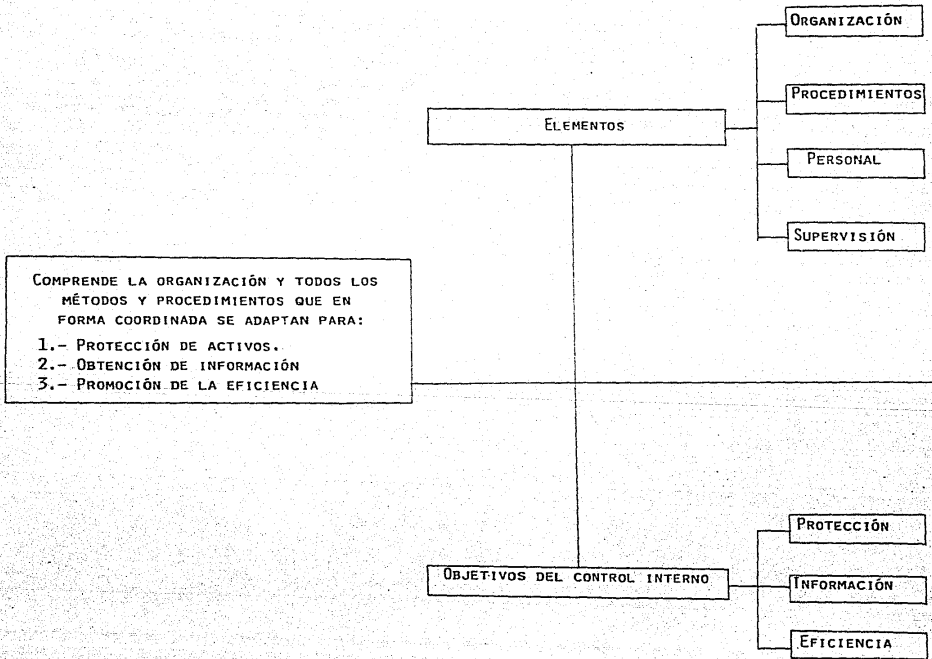 ORGANIZACIÓN
PROCEDIMIENTOS
ELEMENTOS
PERSONAL
SUPERVISIÓN
COMPRENDE LA ORGANIZACIÓN Y TODOS LOS
MÉTODOS Y PROCEDIMIENTOS QUE EN
FORMA COORDINADA SE ADAPTAN PARA:
1.- PROTECCIÓN DE ACTIVOS.
2.- OBTENCIÓN DE INFORMACIÓN
3.- PROMOCIÓN DE LA EFICIENCIA
PROTECCIÓN
OBJETIVOS DEL CONTROL INTERNO
INFORMACIÓN
EFICIENCIA